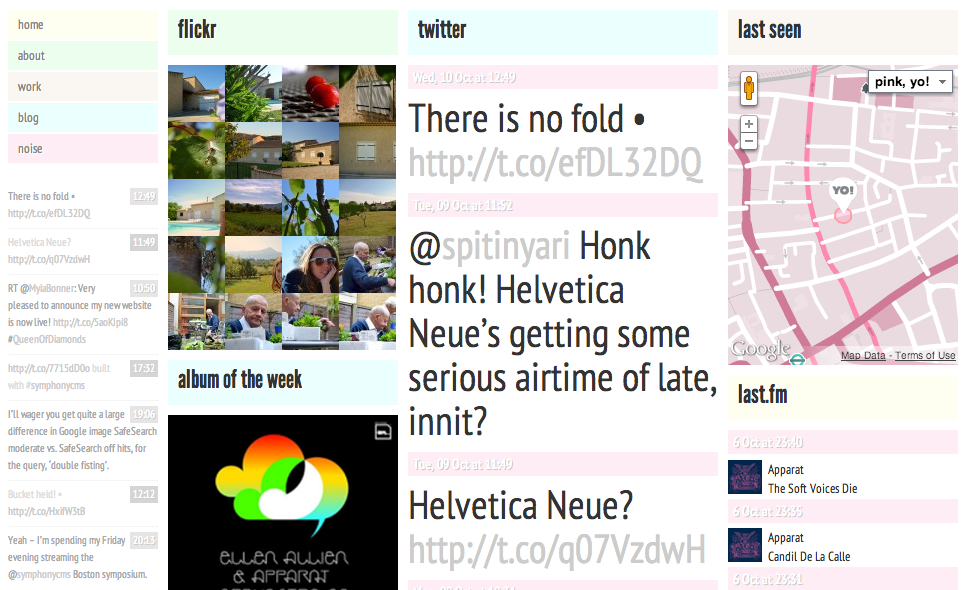 home
about
work
blog
noise
There is no fold •
12:49
http://t.co/efDL32DQ
Helvetica Neue?
11:49
http://t.co/q07VzdwH
RT @MylaBonner: Very
10:50
pleased to announce my new website
is now live! http://t.co/SaoKIpi8
#QueenOfDiamonds
http://t.co/7715dD0o built
17:32
with #symphonycms
I'll wager you get quite a large
19:06
difference in Google image SafeSearch
moderate vs. SafeSearch off hits, for
the query, 'double fisting'.
Bucket held! •
12:12
http://t.co/HxifW3tB
Yeah – I'm spending my Friday
20:13
evening streaming the
@symphonycms Boston symposium.
flickr
album of the week
ELLEN ALLIEN
& APPARAT
twitter
Wed, 10 Oct at 12:49
There is no fold •
http://t.co/efDL32DQ
Tue, 09 Oct at 11:52
@spitinyari Honk
honk! Helvetica
Neue's getting some
serious airtime of late,
innit?
Tue, 09 Oct at 11:49
Helvetica Neue?
http://t.co/q07VzdwH
last seen
pink, yo!
+
−
YO!
Google
Map Data - Terms of Use
last.fm
6 Oct at 23:40
Apparat
The Soft Voices Die
6 Oct at 23:35
Apparat
Candil De La Calle
6 Oct at 23:31